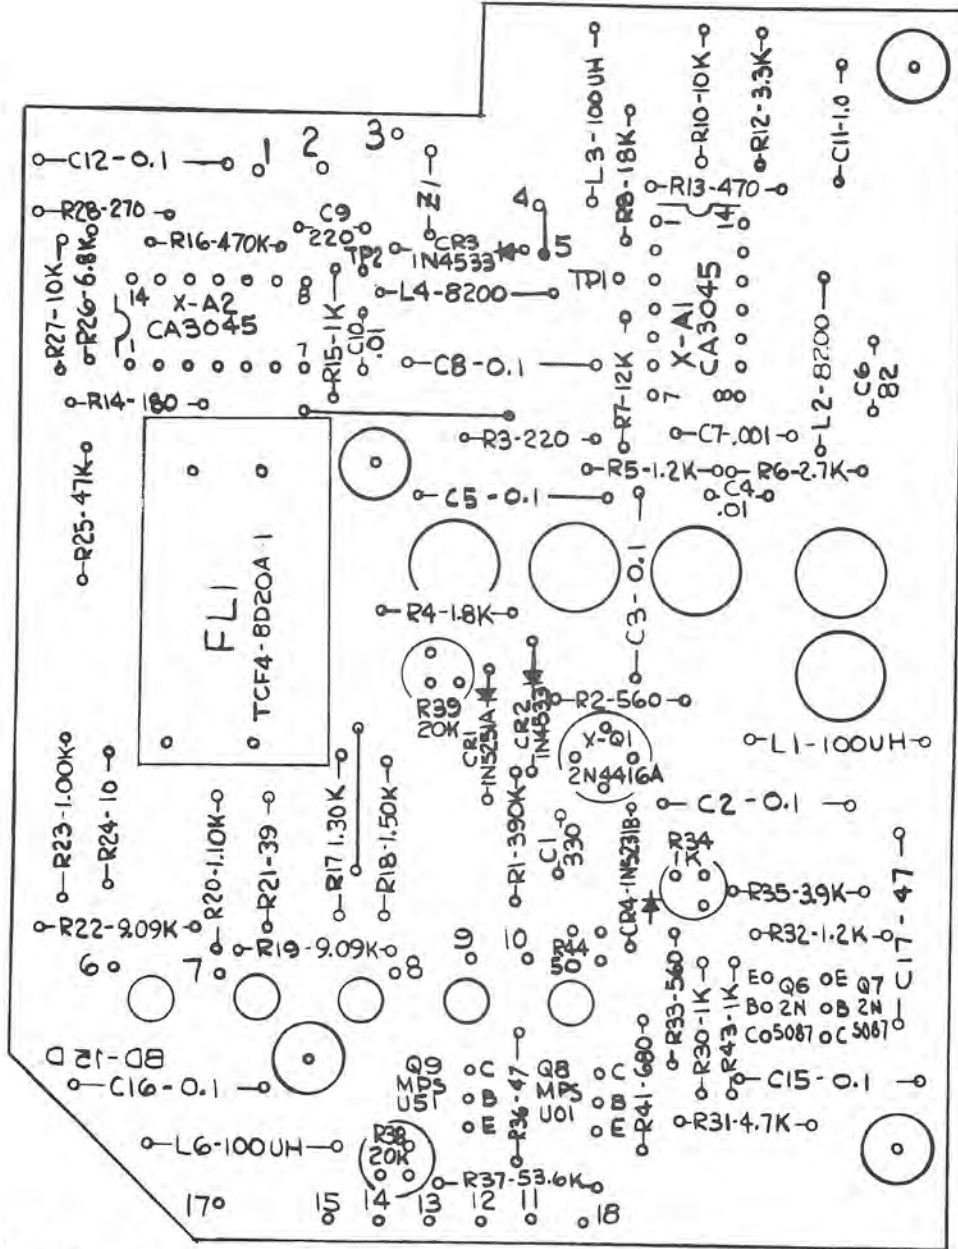 C12-0.1
1
2
3
Z1
L3-100UH
R8-18K
R10-10K
R12-3.3K
C11-1.0
R13-470
R28-270
R16-470K
C9
220
TP2
CR3
1N4533
4
5
R27-10K
R26-6.8K
14
8
X-A2
CA3045
1
7
R15-1K
C10
.01
L4-8200
TP1
1
14
X-A1
CA3045
7
8
C8-0.1
R7-12K
L2-8200
C6
82
R14-180
R3-220
C7-.001
R25-47K
R5-1.2K
R6-2.7K
C5-0.1
C4
.01
C3-0.1
FL1
TCF4-8D20A-1
R4-1.8K
R39
20K
CR1
1N5251A
CR2
1N4533
R2-560
X-Q1
2N4416A
L1-100UH
R23-1.00K
R24-10
R20-1.10K
R21-39
R17 1.30K
R18-1.50K
R1-390K
C1
330
CR4-1N5231B
C2-0.1
R34
R35-3.9K
R32-1.2K
C17-47
R22-9.09K
R19-9.09K
6
7
8
9
10
R44
50
R33-560
R30-1K
R43-1K
E Q6
B 2N
C 5087
E Q7
B 2N
C 5087
BD-1RD
C16-0.1
Q9
MPS
U51
C
B
E
R36-47
Q8
MPS
U01
C
B
E
R41-680
C15-0.1
R31-4.7K
L6-100UH
R38
20K
R37-53.6K
17
15
14
13
12
11
18